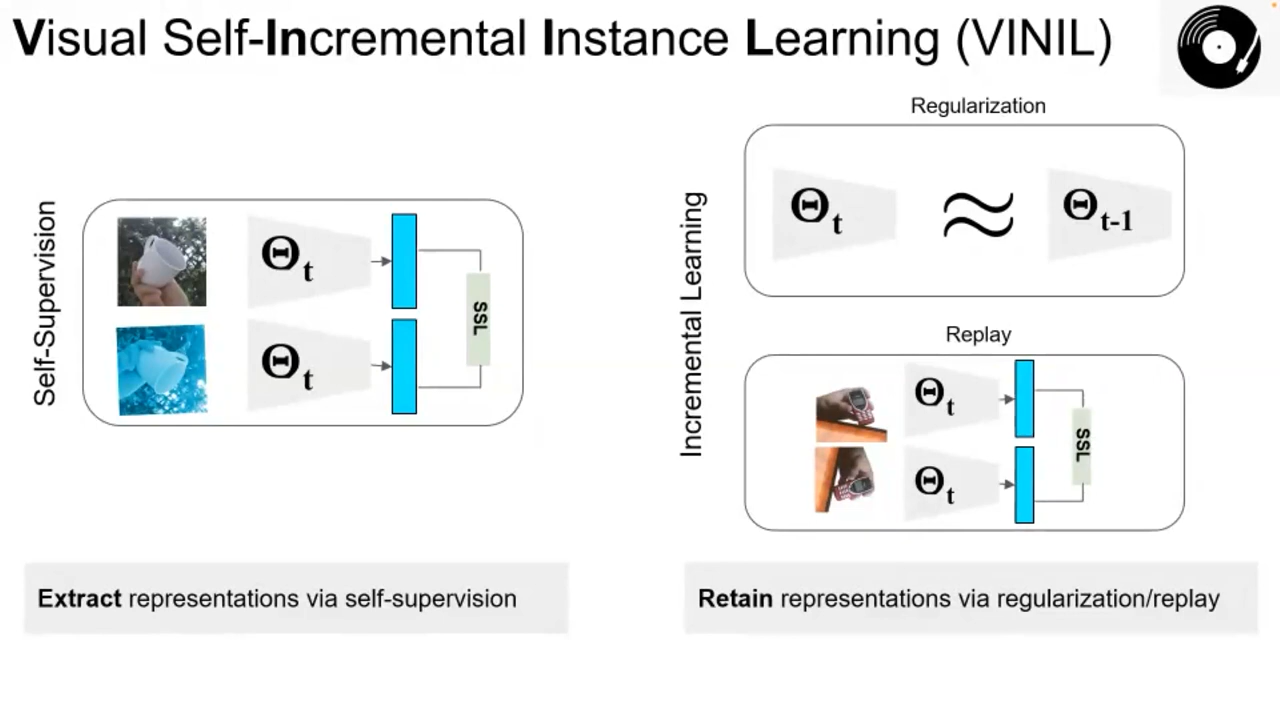 Visual Self-Incremental Instance Learning (VINIL)
Self-Supervision
Θt
Θt
SSL
Extract representations via self-supervision
Incremental Learning
Regularization
Θt ≈ Θt-1
Replay
Θt
Θt
SSL
Retain representations via regularization/replay